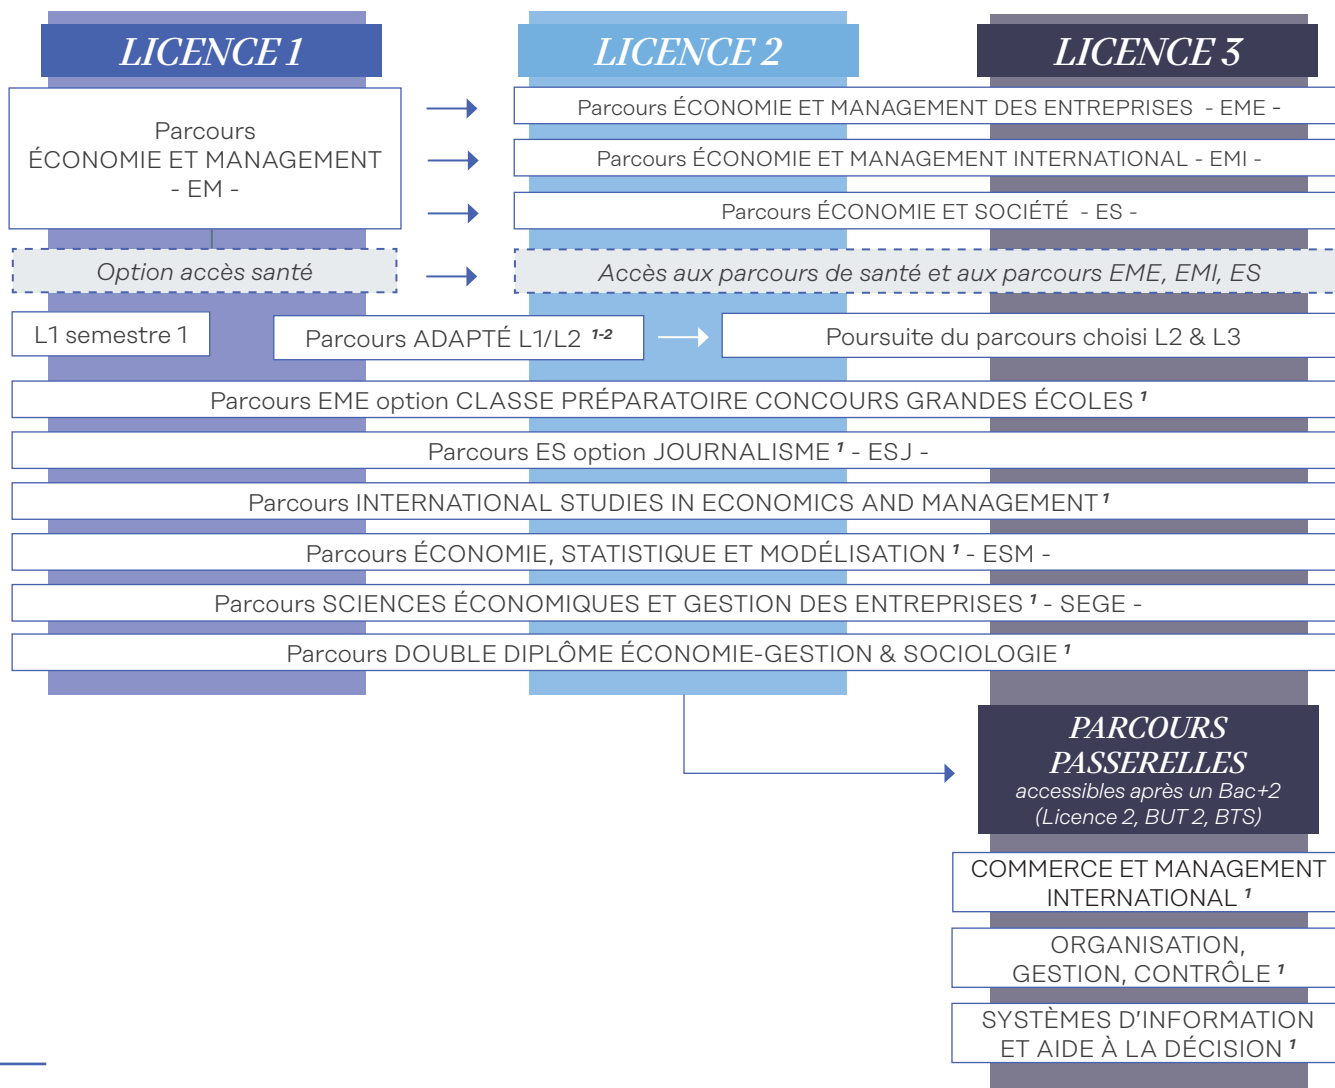 LICENCE 1
LICENCE 2
LICENCE 3
Parcours
ÉCONOMIE ET MANAGEMENT
- EM -
Parcours ÉCONOMIE ET MANAGEMENT DES ENTREPRISES - EME -
Parcours ÉCONOMIE ET MANAGEMENT INTERNATIONAL - EMI -
Parcours ÉCONOMIE ET SOCIÉTÉ - ES -
Option accès santé
Accès aux parcours de santé et aux parcours EME, EMI, ES
L1 semestre 1
Parcours ADAPTÉ L1/L2 1-2
Poursuite du parcours choisi L2 & L3
Parcours EME option CLASSE PRÉPARATOIRE CONCOURS GRANDES ÉCOLES 1
Parcours ES option JOURNALISME 1 - ESJ -
Parcours INTERNATIONAL STUDIES IN ECONOMICS AND MANAGEMENT 1
Parcours ÉCONOMIE, STATISTIQUE ET MODÉLISATION 1 - ESM -
Parcours SCIENCES ÉCONOMIQUES ET GESTION DES ENTREPRISES 1 - SEGE -
Parcours DOUBLE DIPLÔME ÉCONOMIE-GESTION & SOCIOLOGIE 1
PARCOURS
PASSERELLES
accessibles après un Bac+2
(Licence 2, BUT 2, BTS)
COMMERCE ET MANAGEMENT
INTERNATIONAL 1
ORGANISATION,
GESTION, CONTRÔLE 1
SYSTÈMES D'INFORMATION
ET AIDE À LA DÉCISION 1